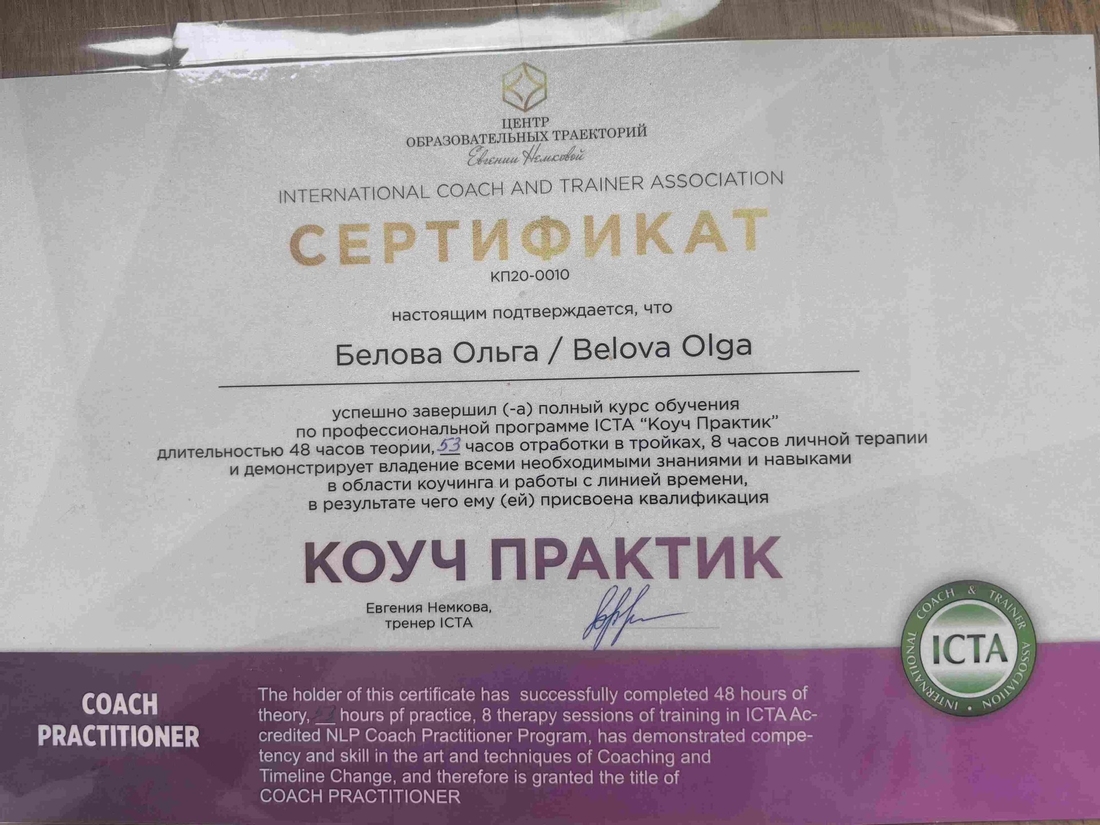 ЦЕНТР
ОБРАЗОВАТЕЛЬНЫХ ТРАЕКТОРИЙ
Евгении Немковой
INTERNATIONAL COACH AND TRAINER ASSOCIATION
СЕРТИФИКАТ
КП20-0010
настоящим подтверждается, что
Белова Ольга / Belova Olga
успешно завершил (-а) полный курс обучения
по профессиональной программе ICTA “Коуч Практик”
длительностью 48 часов теории, 53 часов отработки в тройках, 8 часов личной терапии
и демонстрирует владение всеми необходимыми знаниями и навыками
в области коучинга и работы с линией времени,
в результате чего ему (ей) присвоена квалификация
КОУЧ ПРАКТИК
Евгения Немкова,
тренер ICTA
INTERNATIONAL COACH & TRAINER ASSOCIATION •
ICTA
COACH
PRACTITIONER
The holder of this certificate has successfully completed 48 hours of
theory, __ hours pf practice, 8 therapy sessions of training in ICTA Ac-
credited NLP Coach Practitioner Program, has demonstrated compe-
tency and skill in the art and techniques of Coaching and
Timeline Change, and therefore is granted the title of
COACH PRACTITIONER